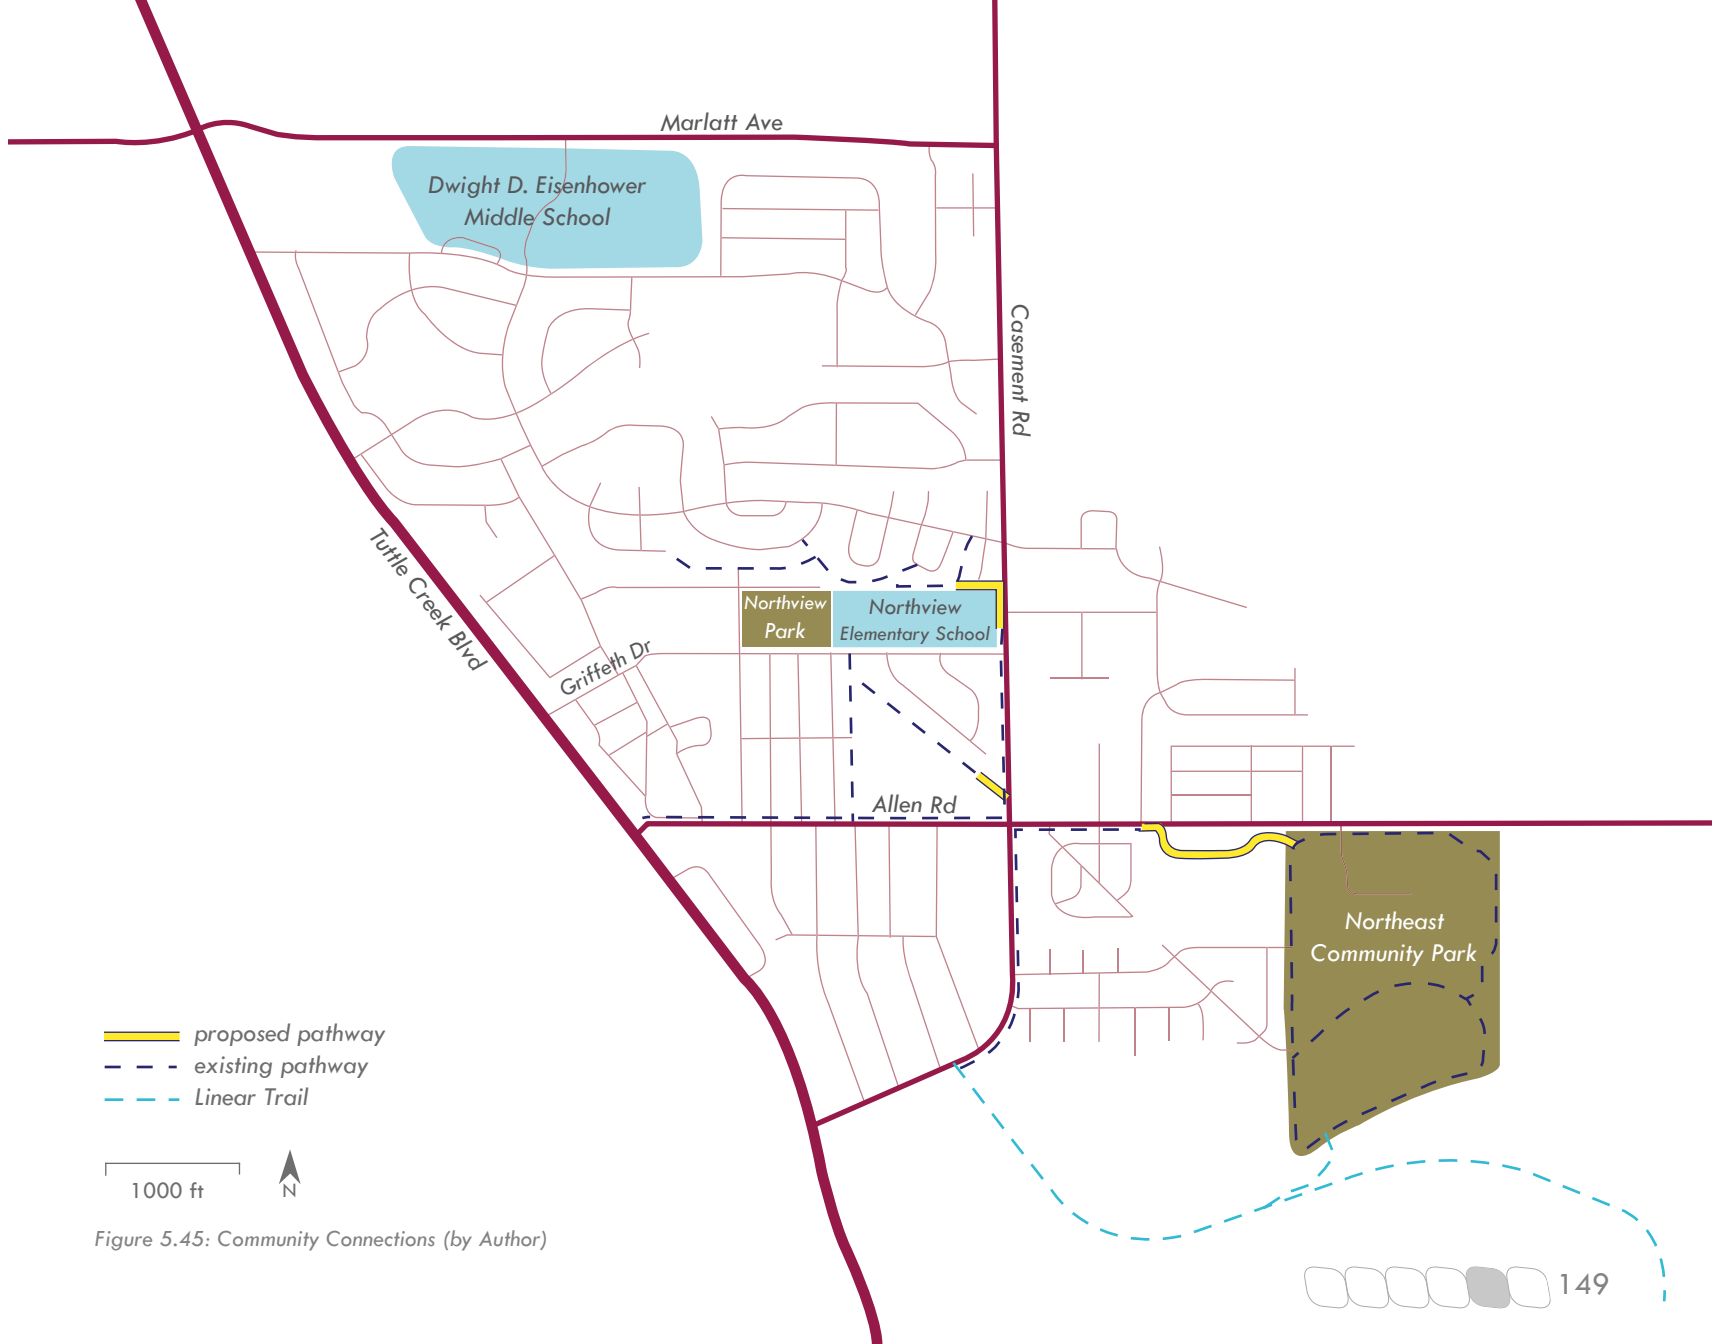 Marlatt Ave
Dwight D. Eisenhower
Middle School
Casement Rd
Tuttle Creek Blvd
Northview
Park
Northview
Elementary School
Griffeth Dr
Allen Rd
Northeast
Community Park
proposed pathway
existing pathway
Linear Trail
1000 ft
N
Figure 5.45: Community Connections (by Author)
149